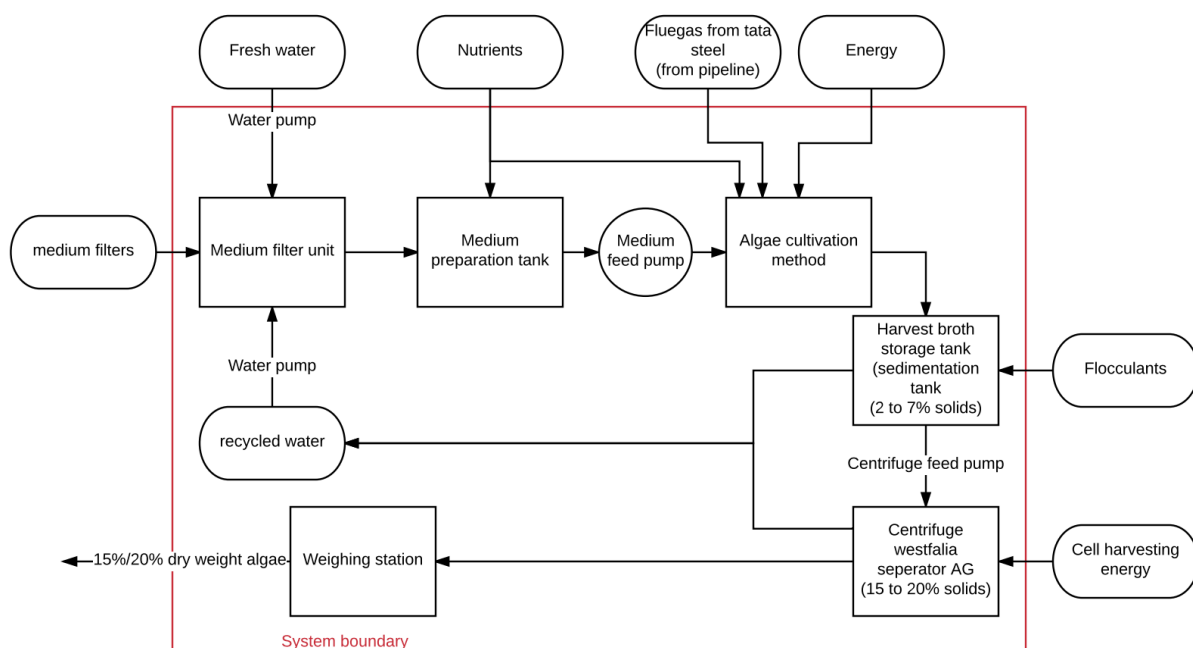 Fresh water
Nutrients
Fluegas from tata
steel
(from pipeline)
Energy
Water pump
medium filters
Medium filter unit
Medium
preparation tank
Medium
feed pump
Algae cultivation
method
Harvest broth
storage tank
(sedimentation
tank
(2 to 7% solids)
Flocculants
Water pump
recycled water
Centrifuge feed pump
15%/20% dry weight algae
Weighing station
Centrifuge
westfalia
seperator AG
(15 to 20% solids)
Cell harvesting
energy
System boundary